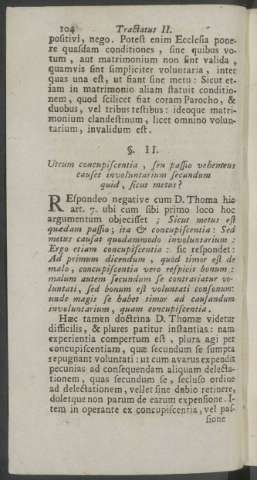 104 Tractatus II.
positivi, nego. Potest enim Ecclesia pone-
re quasdam conditiones, sine quibus vo-
tum, aut matrimonium non sint valida,
quamvis sint simpliciter voluntaria, inter
quas una est, ut fiant sine metu: Sicut et-
iam in matrimonio aliam statuit conditio-
nem, quod scilicet fiat coram Parocho, &
duobus, vel tribus testibus: ideoque matri-
monium clandestinum, licet omnino volun-
tarium, invalidum est.
§. II.
Utrum concupiscentia, seu passio vehemens
causet involuntarium secundum
quid, sicut metus?
REspondeo negative cum D. Thoma hic
art. 7. ubi cum sibi primo loco hoc
argumentum objecisset; Sicut metus est
quædam passio; ita & concupiscentia: Sed
metus causat quodammodo involuntarium:
Ergo etiam concupiscentia: sic respondet:
Ad primum dicendum, quod timor est de
malo, concupiscentia vero respicit bonum:
malum autem secundum se contrariatur vo-
luntati, sed bonum est voluntati consonum:
unde magis se habet timor ad causandum
involuntarium, quam concupiscentia.
Hæc tamen doctrina D. Thomæ videtur
difficilis, & plures patitur instantias: nam
experientia compertum est, plura agi per
concupiscentiam, quæ secundum se sumpta
repugnant voluntati: ut cum avarus expendit
pecunias ad consequendam aliquam delecta-
tionem, quas secundum se, secluso ordine
ad delectationem, vellet sine dubio retinere,
doletque non parum de earum expensione. I-
tem in operante ex concupiscentia, vel pas-
sione